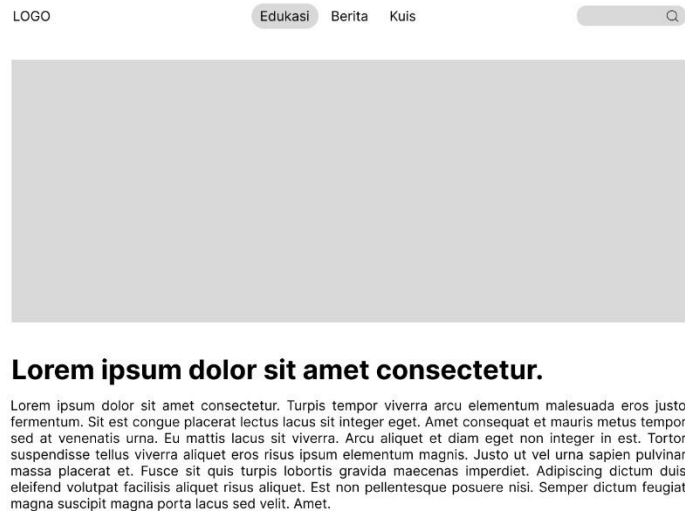 LOGO Edukasi Berita Kuis
Lorem ipsum dolor sit amet consectetur.
Lorem ipsum dolor sit amet consectetur. Turpis tempor viverra arcu elementum malesuada eros justo
fermentum. Sit est congue placerat lectus lacus sit integer eget. Amet consequat et mauris metus tempor
sed at venenatis urna. Eu mattis lacus sit viverra. Arcu aliquet et diam eget non integer in est. Tortor
suspendisse tellus viverra aliquet eros risus ipsum elementum magnis. Justo ut vel urna sapien pulvinar
massa placerat et. Fusce sit quis turpis lobortis gravida maecenas imperdiet. Adipiscing dictum duis
eleifend volutpat facilisis aliquet risus aliquet. Est non pellentesque posuere nisi. Semper dictum feugiat
magna suscipit magna porta lacus sed velit. Amet.